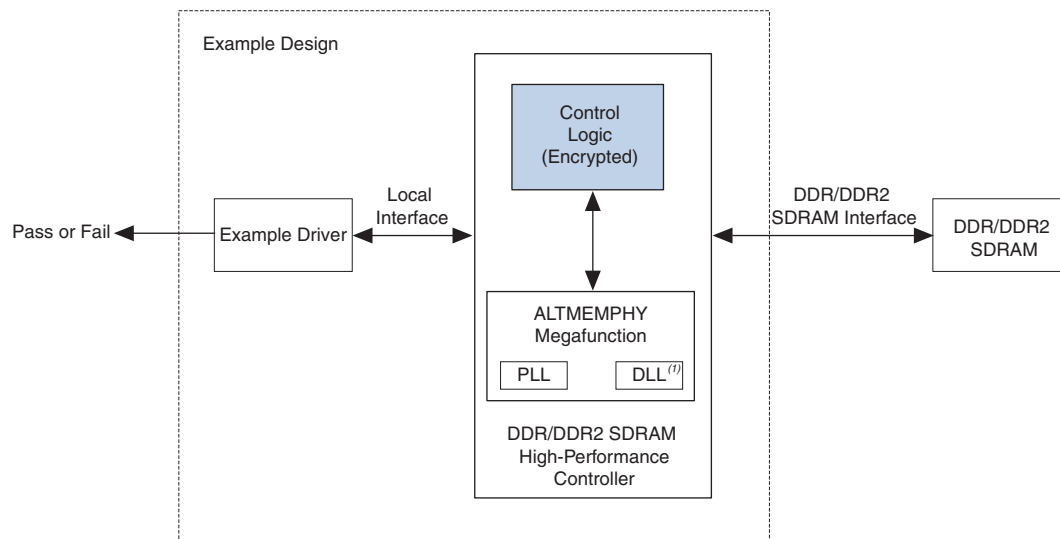 Example Design
Control
Logic
(Encrypted)
Local
Interface
DDR/DDR2
SDRAM Interface
Pass or Fail
Example Driver
DDR/DDR2
SDRAM
ALTMEMPHY
Megafunction
PLL
DLL(1)
DDR/DDR2 SDRAM
High-Performance
Controller